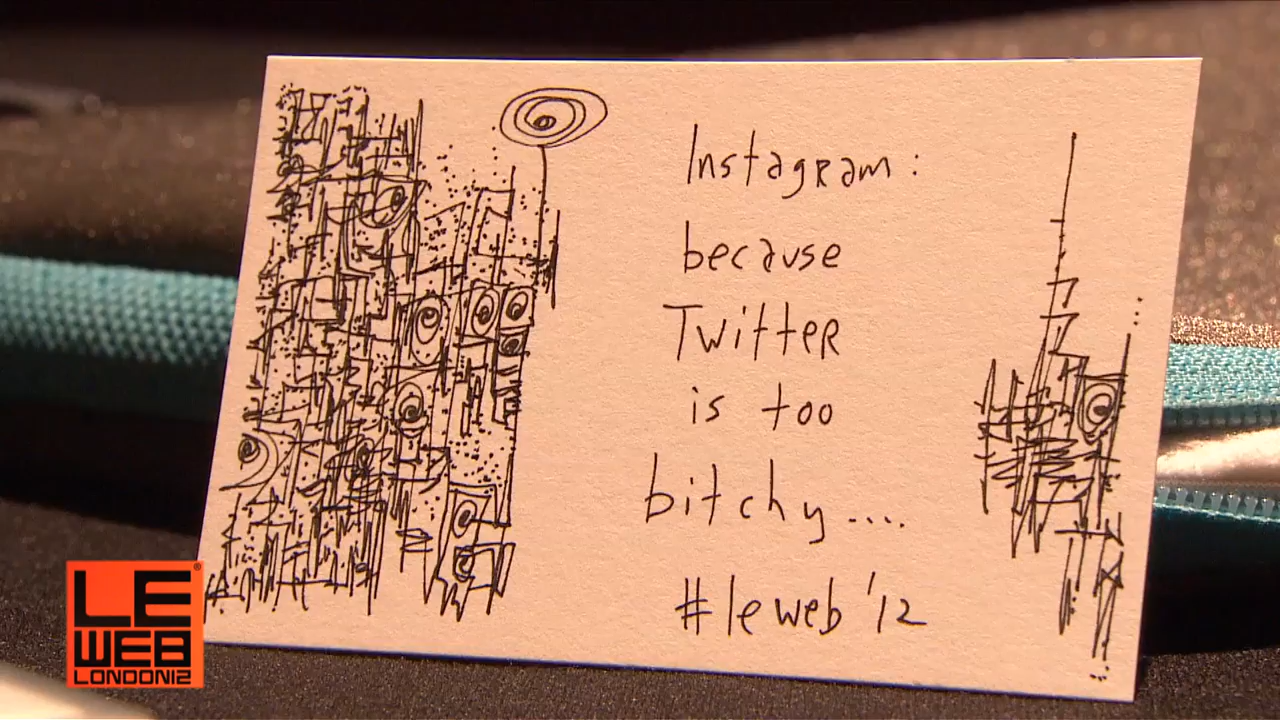 Instagram:
because
Twitter
is too
bitchy....
#leweb '12
LE
WEB
LONDON12